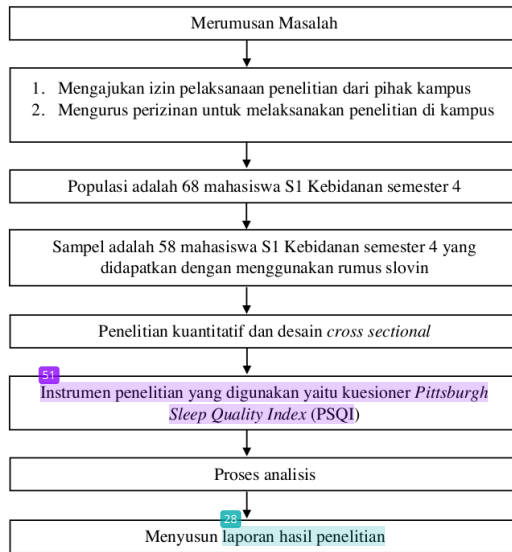 Merumusan Masalah
1. Mengajukan izin pelaksanaan penelitian dari pihak kampus
2. Mengurus perizinan untuk melaksanakan penelitian di kampus
Populasi adalah 68 mahasiswa S1 Kebidanan semester 4
Sampel adalah 58 mahasiswa S1 Kebidanan semester 4 yang
didapatkan dengan menggunakan rumus slovin
Penelitian kuantitatif dan desain cross sectional
51
Instrumen penelitian yang digunakan yaitu kuesioner Pittsburgh
Sleep Quality Index (PSQI)
Proses analisis
28
Menyusun laporan hasil penelitian